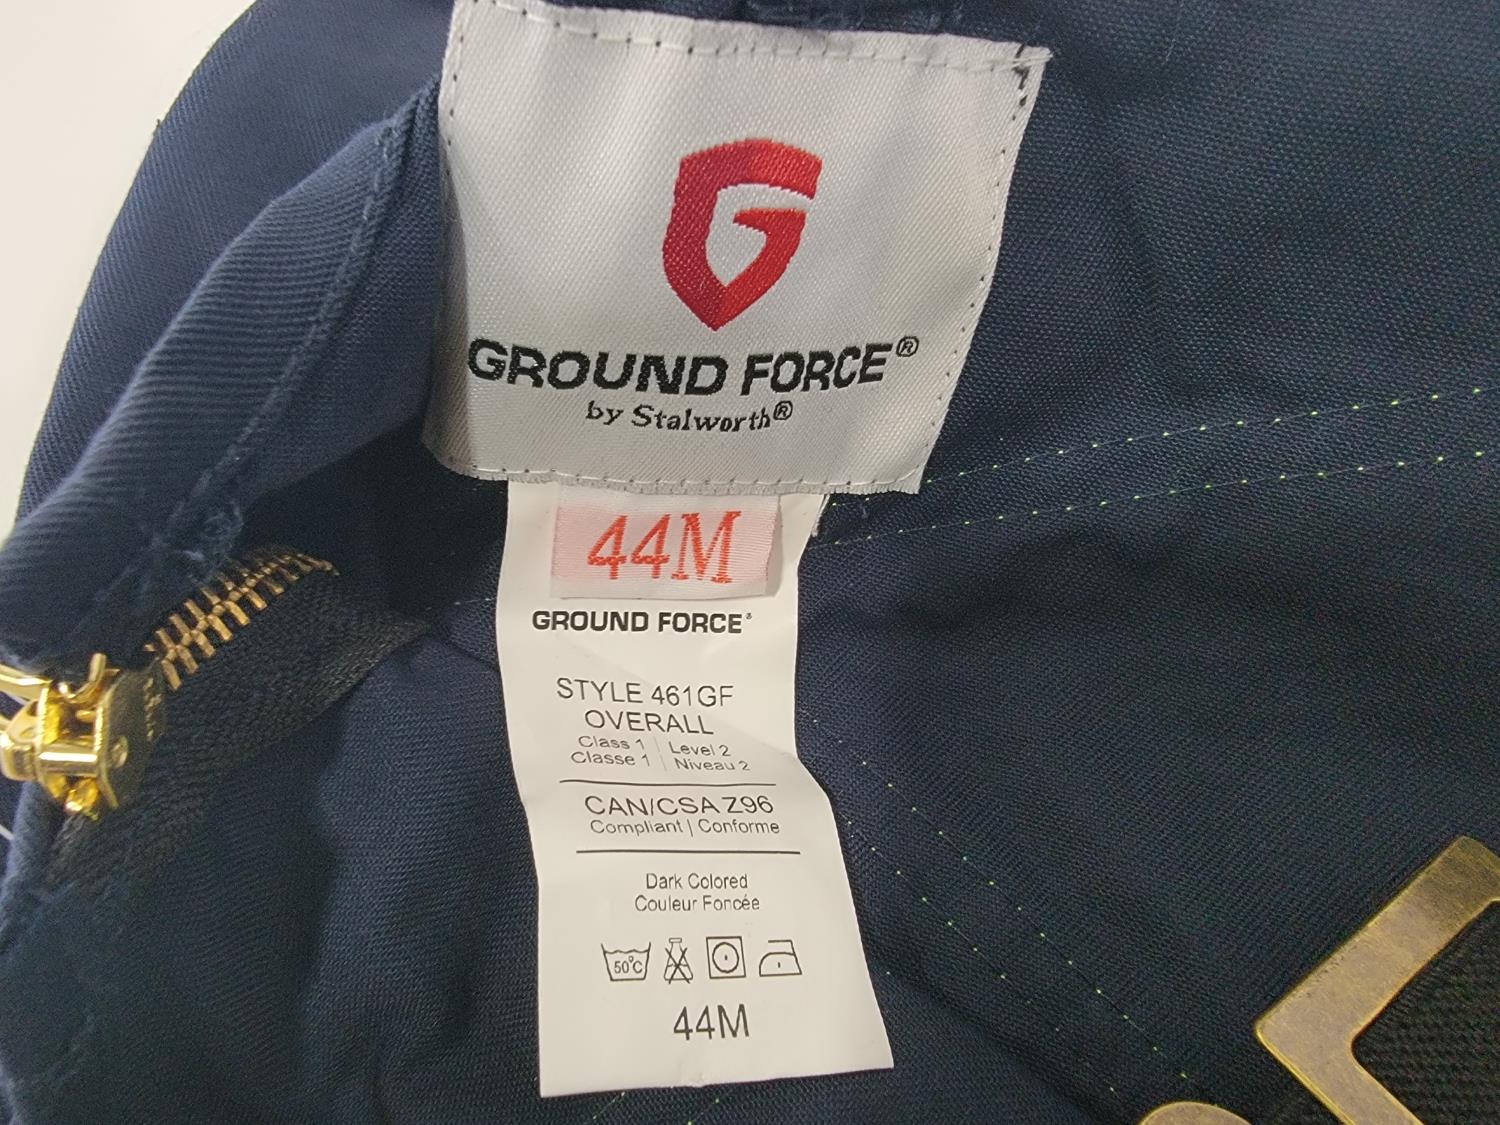 G
GROUND FORCE®
by Stalworth®
44M
GROUND FORCE®
STYLE 461GF
OVERALL
Class 1 | Level 2
Classe 1 | Niveau 2
CAN/CSA Z96
Compliant | Conforme
Dark Colored
Couleur Foncée
50°C
44M